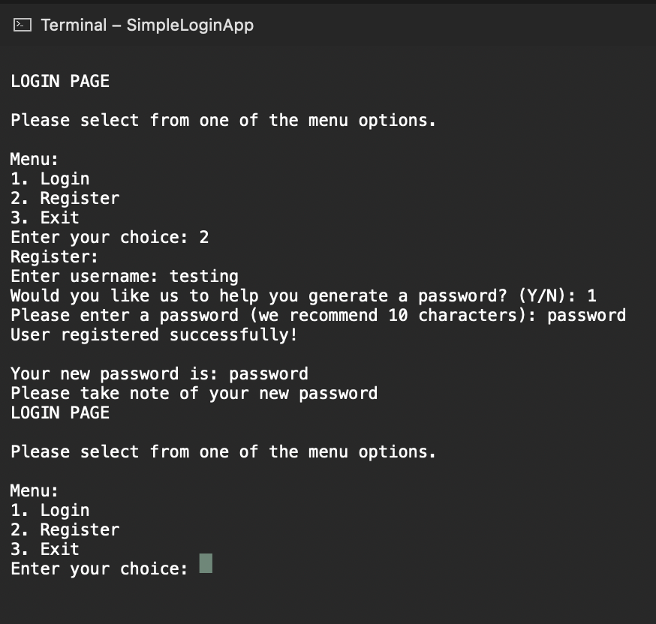 Terminal – SimpleLoginApp
LOGIN PAGE
Please select from one of the menu options.
Menu:
1. Login
2. Register
3. Exit
Enter your choice: 2
Register:
Enter username: testing
Would you like us to help you generate a password? (Y/N): 1
Please enter a password (we recommend 10 characters): password
User registered successfully!
Your new password is: password
Please take note of your new password
LOGIN PAGE
Please select from one of the menu options.
Menu:
1. Login
2. Register
3. Exit
Enter your choice: